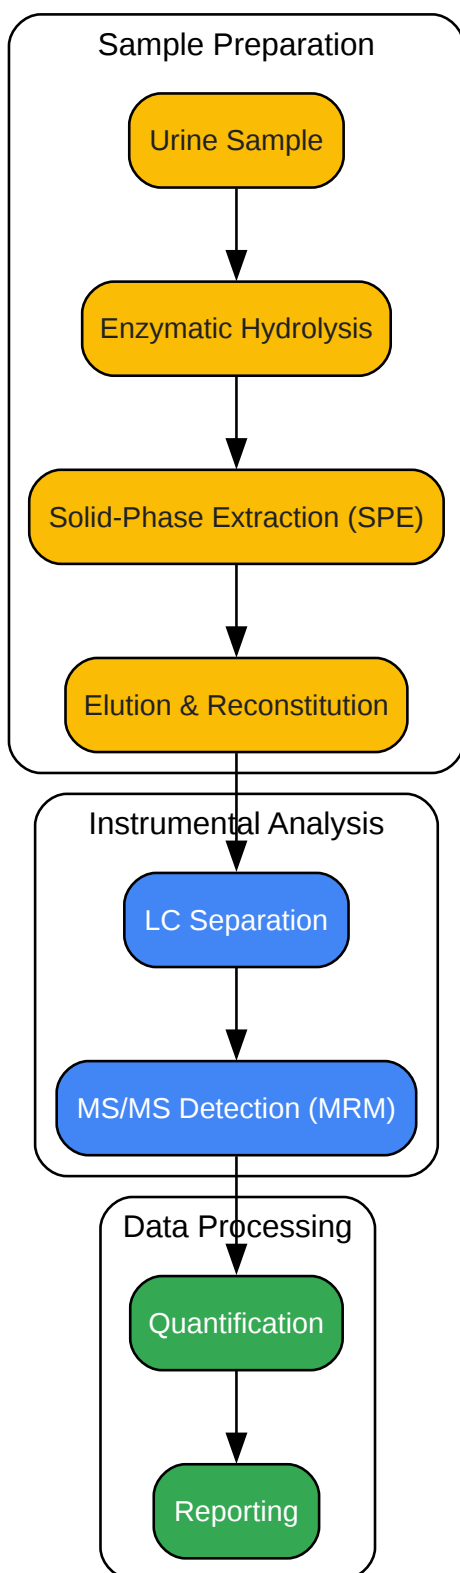 Sample Preparation
Urine Sample
Enzymatic Hydrolysis
Solid-Phase Extraction (SPE)
Elution & Reconstitution
Instrumental Analysis
LC Separation
MS/MS Detection (MRM)
Data Processing
Quantification
Reporting